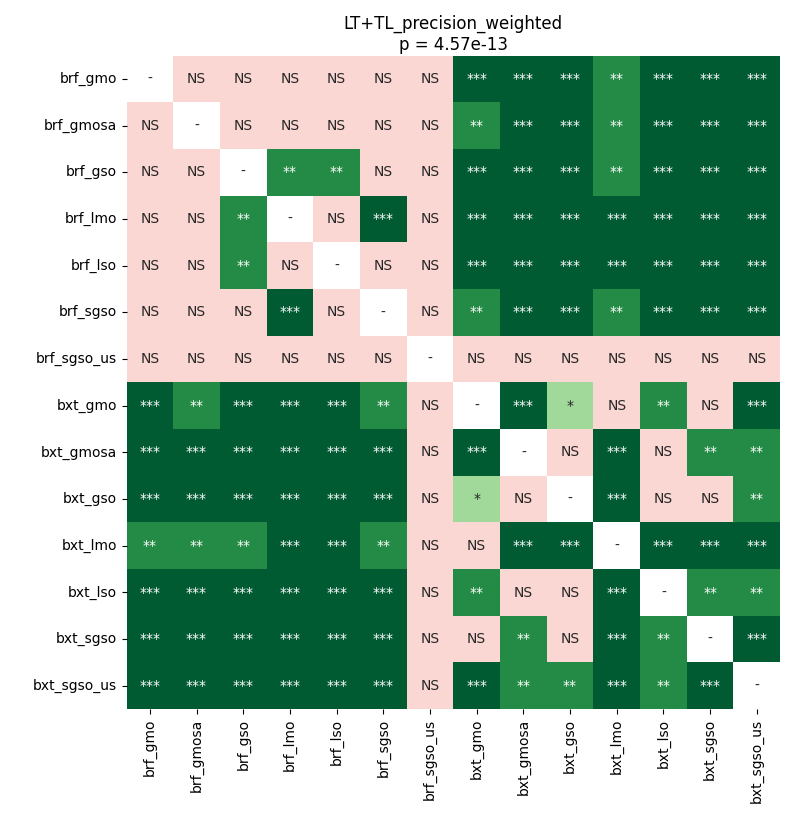 LT+TL_precision_weighted
p = 4.57e-13
brf_gmo - NS NS NS NS NS NS *** *** *** ** *** *** ***
brf_gmosa NS - NS NS NS NS NS ** *** *** ** *** *** ***
brf_gso NS NS - ** ** NS NS *** *** *** ** *** *** ***
brf_lmo NS NS ** - NS *** NS *** *** *** *** *** *** ***
brf_lso NS NS ** NS - NS NS *** *** *** *** *** *** ***
brf_sgso NS NS NS *** NS - NS ** *** *** ** *** *** ***
brf_sgso_us NS NS NS NS NS NS - NS NS NS NS NS NS NS
bxt_gmo *** ** *** *** *** ** NS - *** * NS ** NS ***
bxt_gmosa *** *** *** *** *** *** NS *** - NS *** NS ** **
bxt_gso *** *** *** *** *** *** NS * NS - *** NS NS **
bxt_lmo ** ** ** *** *** ** NS NS *** *** - *** *** ***
bxt_lso *** *** *** *** *** *** NS ** NS NS *** - ** **
bxt_sgso *** *** *** *** *** *** NS NS ** NS *** ** - ***
bxt_sgso_us *** *** *** *** *** *** NS *** ** ** *** ** *** -
brf_gmo brf_gmosa brf_gso brf_lmo brf_lso brf_sgso brf_sgso_us bxt_gmo bxt_gmosa bxt_gso bxt_lmo bxt_lso bxt_sgso bxt_sgso_us